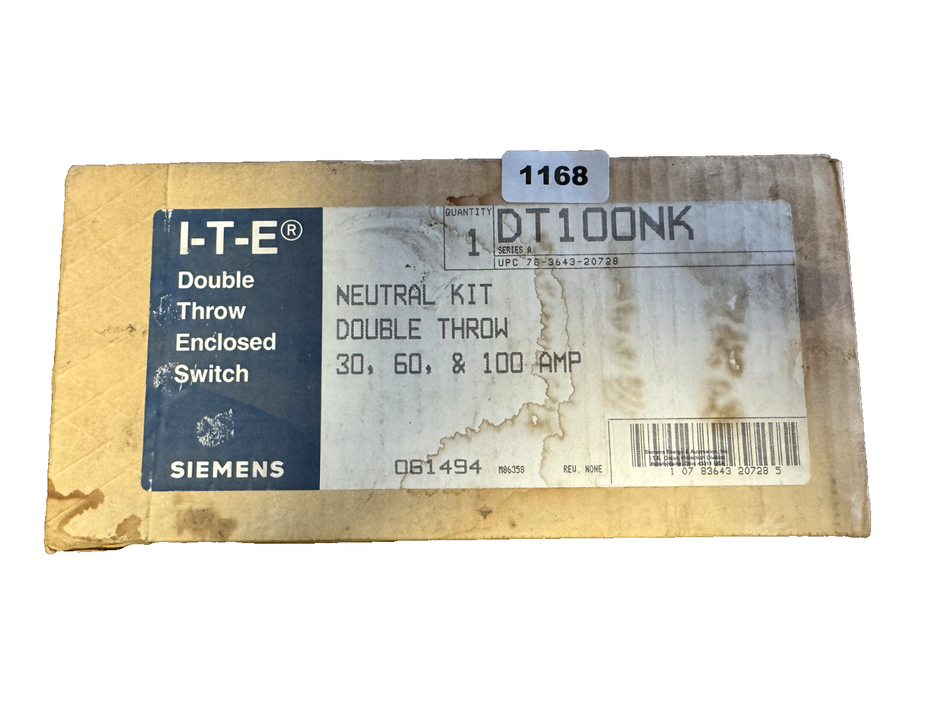 1168
I-T-E®
Double
Throw
Enclosed
Switch
SIEMENS
QUANTITY
1
DT100NK
SERIES A
UPC 78-3643-20728
NEUTRAL KIT
DOUBLE THROW
30, 60, & 100 AMP
061494 M86358 REV. NONE
1 07 83643 20728 5